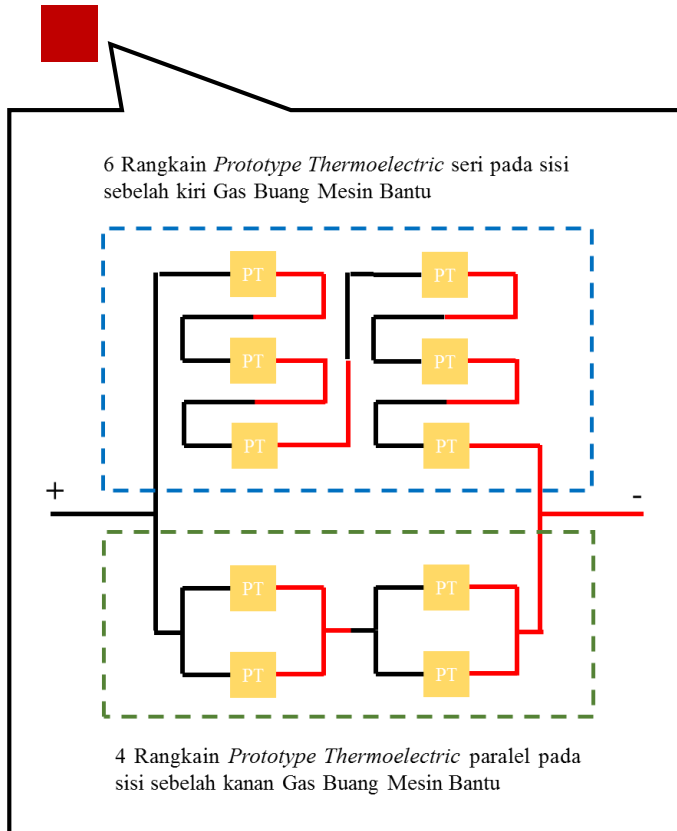 6 Rangkain Prototype Thermoelectric seri pada sisi
sebelah kiri Gas Buang Mesin Bantu
PT PT
PT PT
PT PT
+ -
PT PT
PT PT
4 Rangkain Prototype Thermoelectric paralel pada
sisi sebelah kanan Gas Buang Mesin Bantu